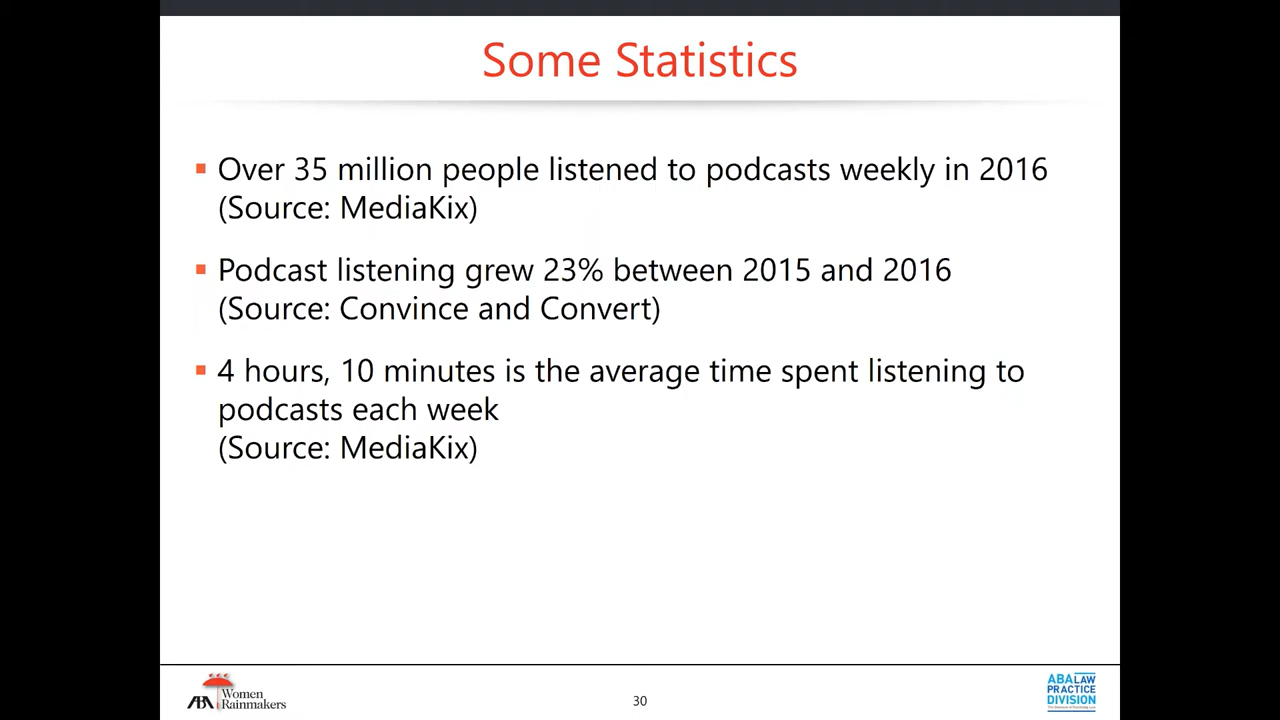 Some Statistics
Over 35 million people listened to podcasts weekly in 2016
(Source: MediaKix)
Podcast listening grew 23% between 2015 and 2016
(Source: Convince and Convert)
4 hours, 10 minutes is the average time spent listening to
podcasts each week
(Source: MediaKix)
ABA Women
Rainmakers
30
ABA LAW
PRACTICE
DIVISION